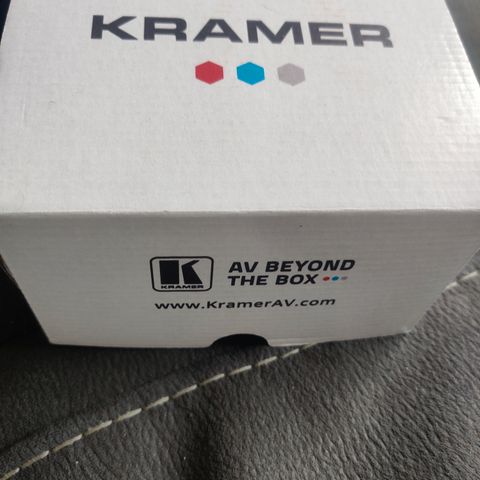 KRAMER
K
KRAMER
AV BEYOND
THE BOX
www.KramerAV.com